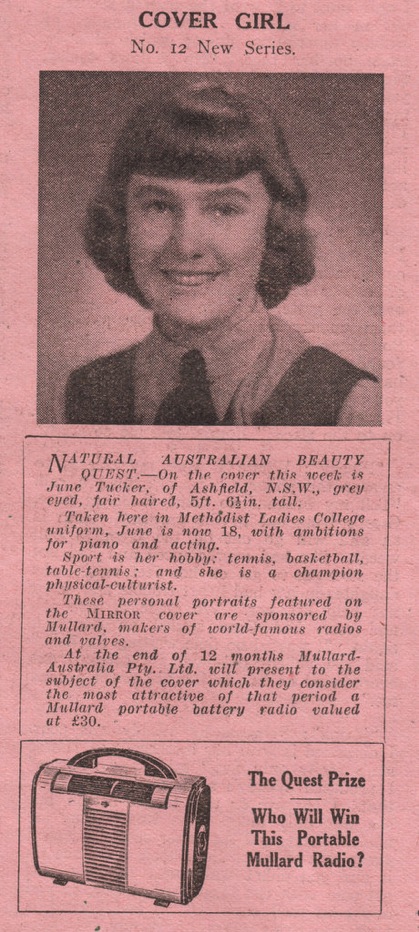 COVER GIRL
No. 12 New Series.
NATURAL AUSTRALIAN BEAUTY
QUEST.—On the cover this week is
June Tucker, of Ashfield, N.S.W., grey
eyed, fair haired, 5ft. 6½in. tall.
Taken here in Methodist Ladies College
uniform, June is now 18, with ambitions
for piano and acting.
Sport is her hobby: tennis, basketball,
table-tennis; and she is a champion
physical-culturist.
These personal portraits featured on
the MIRROR cover are sponsored by
Mullard, makers of world-famous radios
and valves.
At the end of 12 months Mullard-
Australia Pty. Ltd. will present to the
subject of the cover which they consider
the most attractive of that period a
Mullard portable battery radio valued
at £30.
The Quest Prize
Who Will Win
This Portable
Mullard Radio?